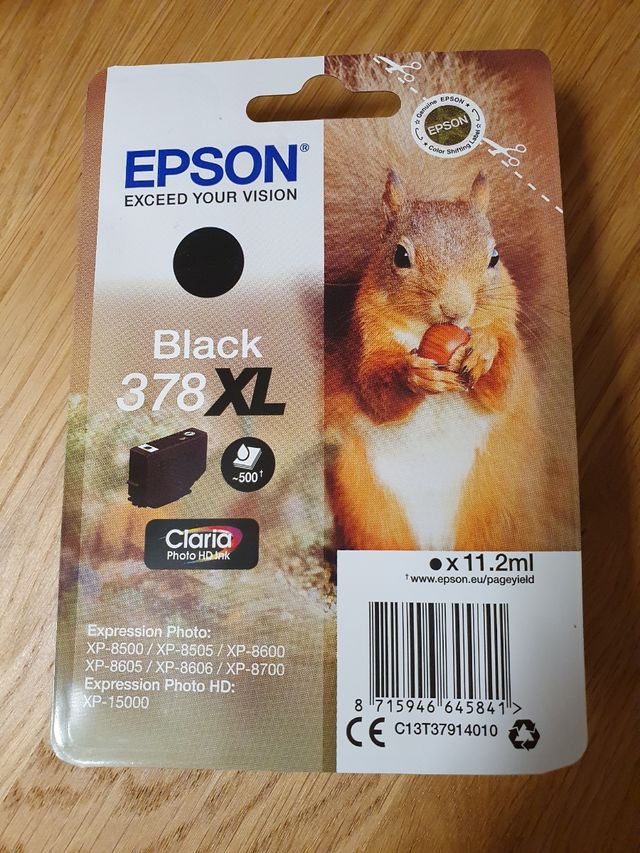 EPSON®
EXCEED YOUR VISION
☆ Genuine EPSON ☆
EPSON
★ Color Shifting Label ★
Black
378XL
~500†
Claria
Photo HD Ink
● x 11.2ml
†www.epson.eu/pageyield
Expression Photo:
XP-8500 / XP-8505 / XP-8600
XP-8605 / XP-8606 / XP-8700
Expression Photo HD:
XP-15000
8 715946 645841 >
CE C13T37914010